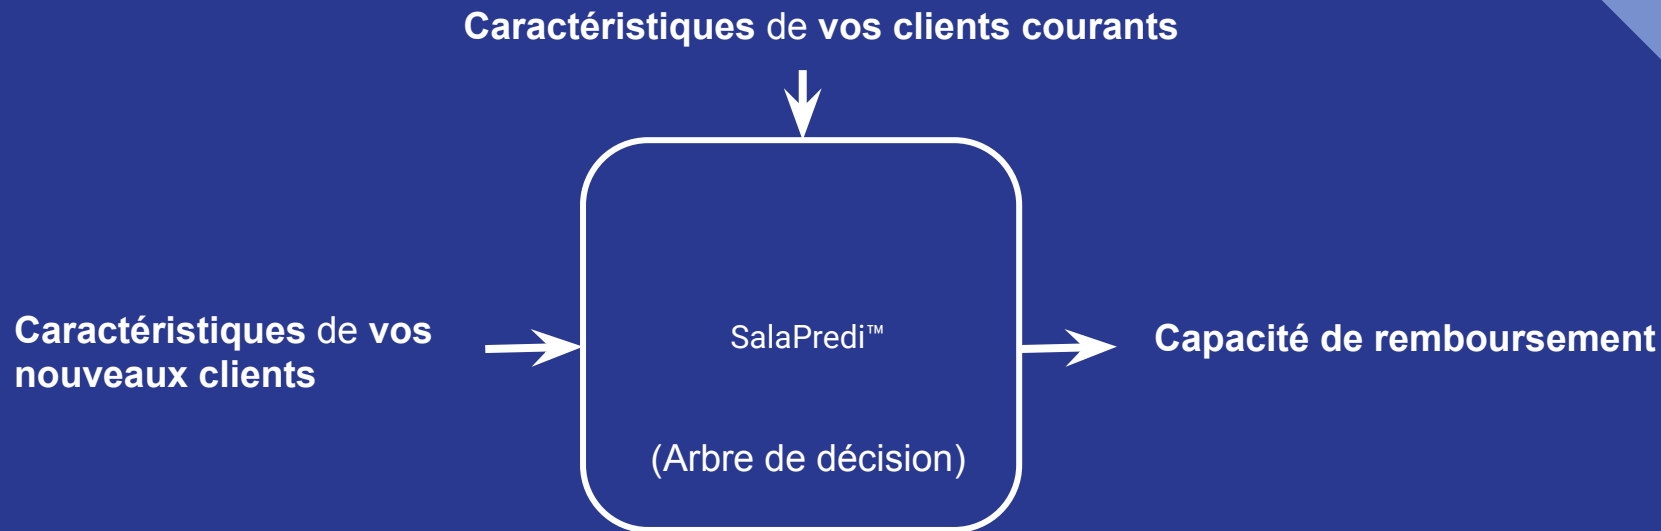 Caractéristiques de vos clients courants
Caractéristiques de vos
nouveaux clients
SalaPredi™
(Arbre de décision)
Capacité de remboursement